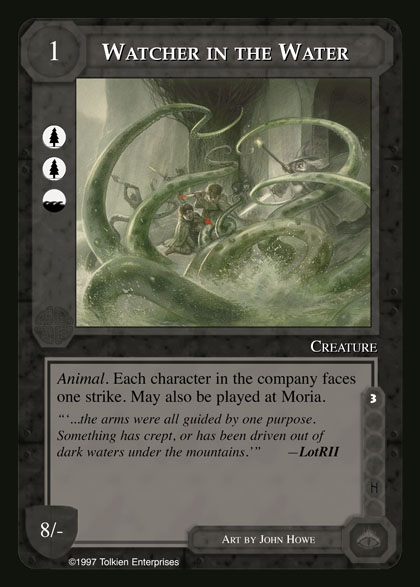 1
WATCHER IN THE WATER
CREATURE
Animal. Each character in the company faces
one strike. May also be played at Moria.
3
“‘...the arms were all guided by one purpose.
Something has crept, or has been driven out of
dark waters under the mountains.’” —LotRII
8/-
ART BY JOHN HOWE
©1997 Tolkien Enterprises